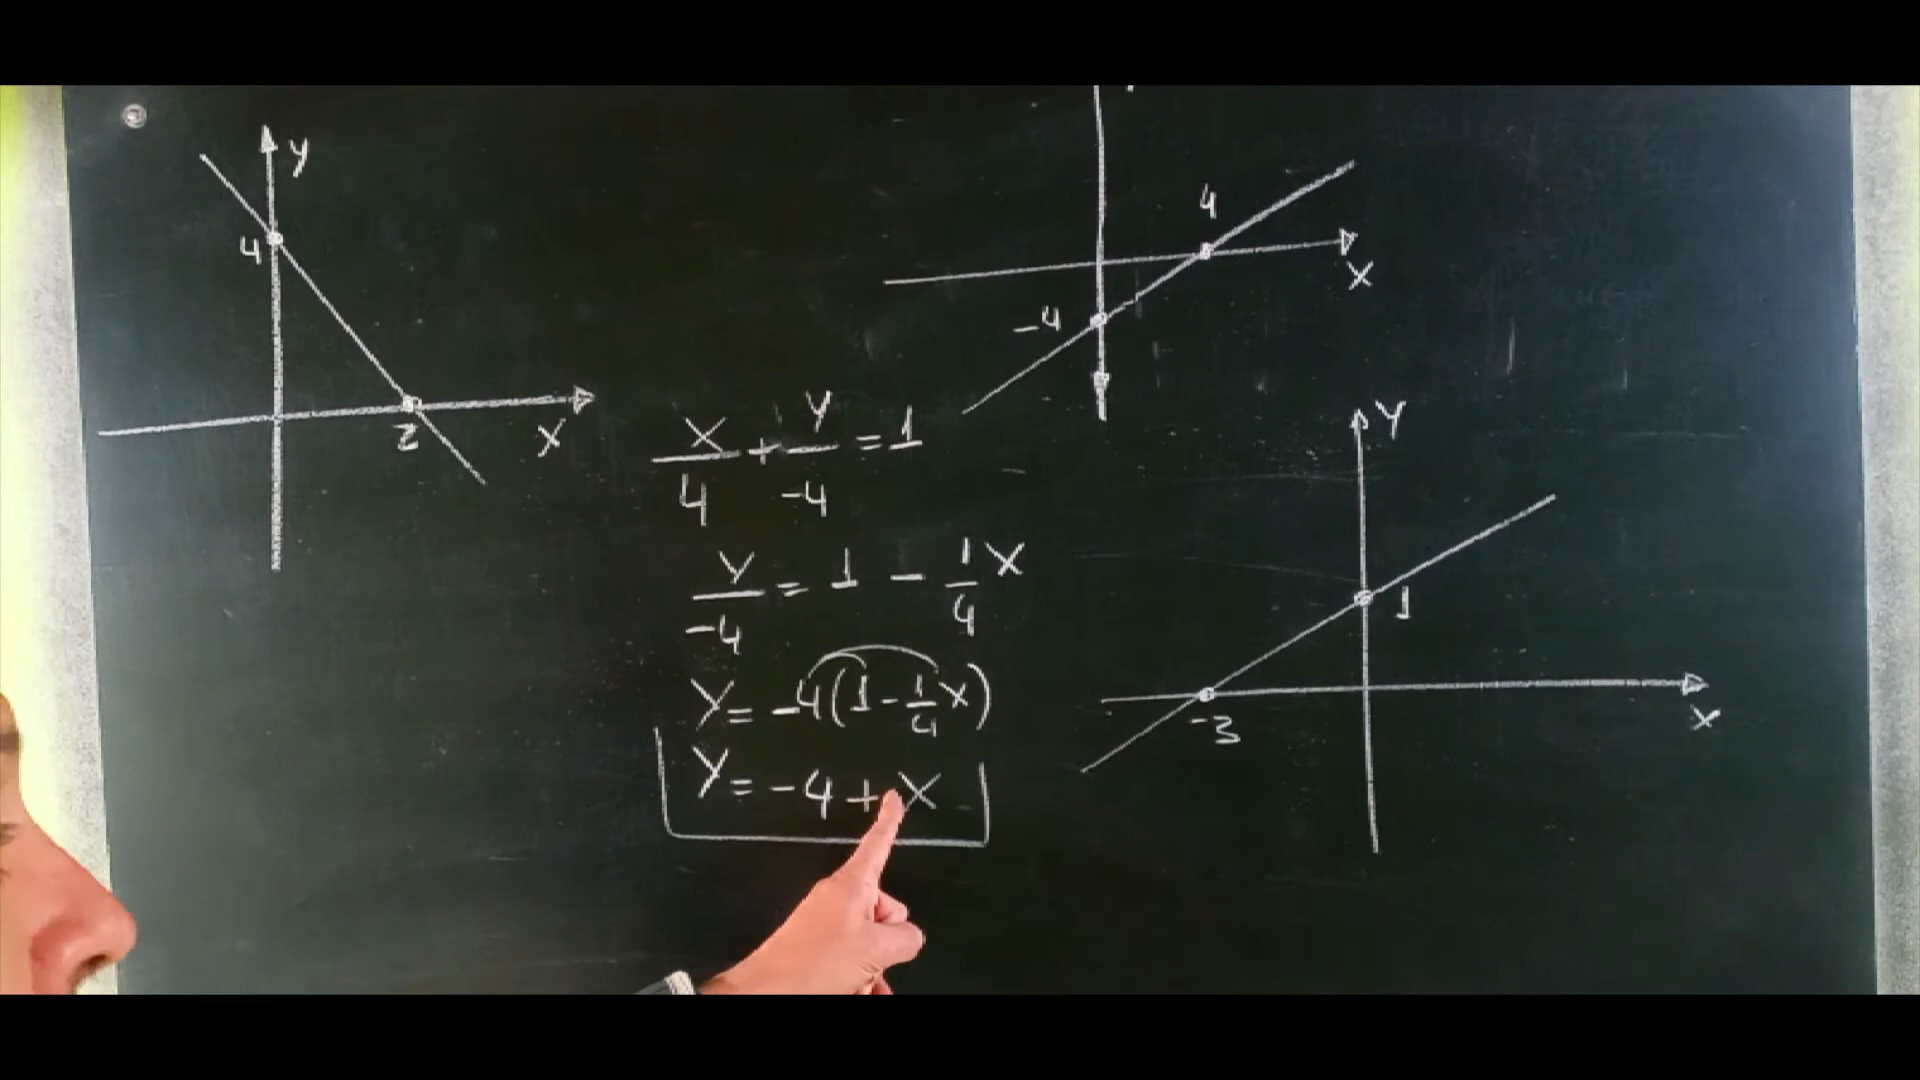 y
4
2
x
4
x
-4
x/4 + y/-4 = 1
y/-4 = 1 - 1/4 x
y = -4(1 - 1/4 x)
y = -4 + x
y
1
-3
x